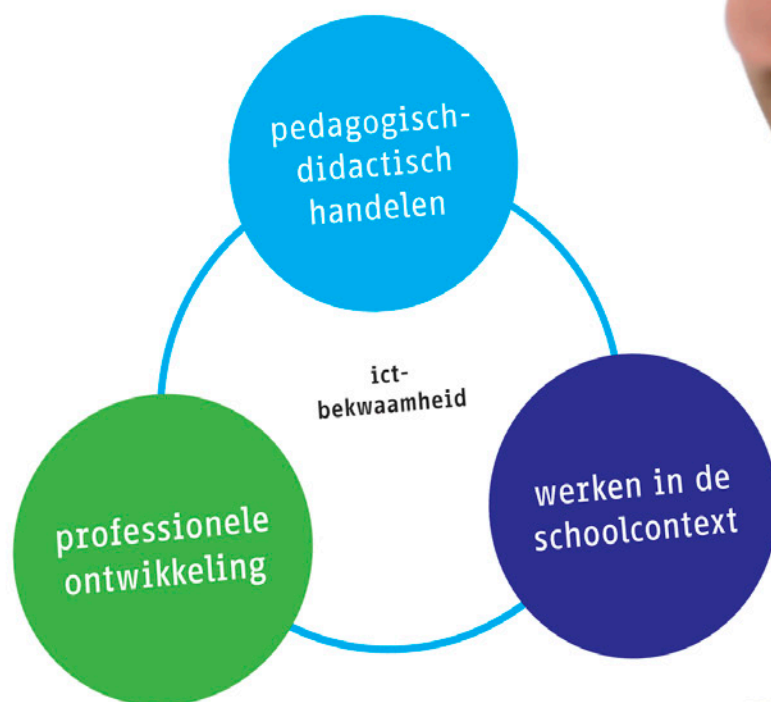 pedagogisch-
didactisch
handelen
ict-
bekwaamheid
werken in de
schoolcontext
professionele
ontwikkeling